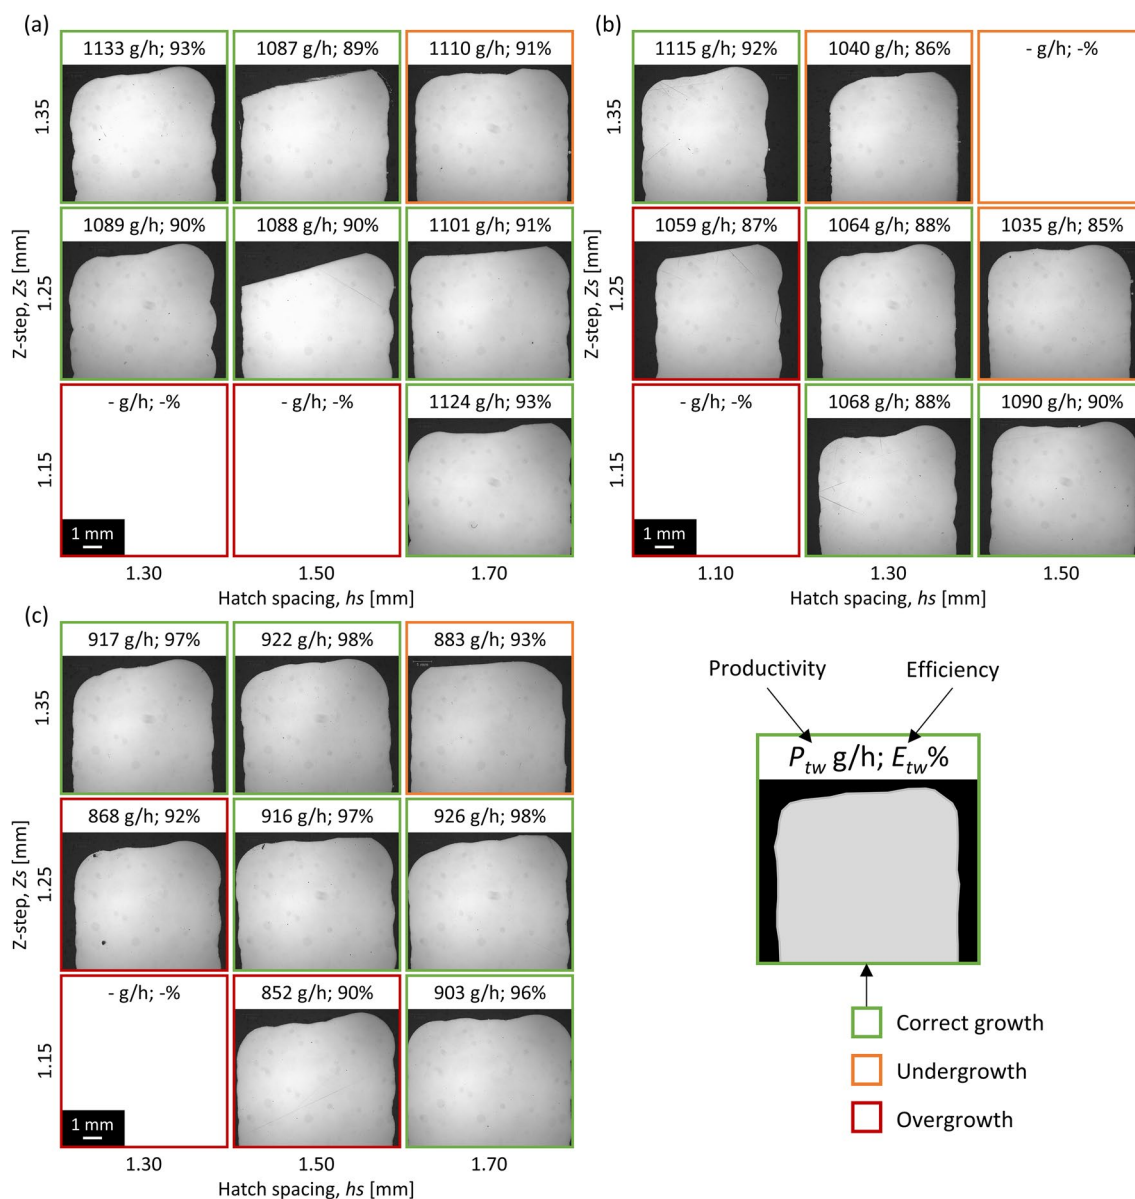 (a)
1133 g/h; 93%
1087 g/h; 89%
1110 g/h; 91%
1.35
1089 g/h; 90%
1088 g/h; 90%
1101 g/h; 91%
Z-step, Zs [mm]
1.25
- g/h; -%
- g/h; -%
1124 g/h; 93%
1.15
1 mm
1.30
1.50
1.70
Hatch spacing, hs [mm]
(b)
1115 g/h; 92%
1040 g/h; 86%
- g/h; -%
1.35
1059 g/h; 87%
1064 g/h; 88%
1035 g/h; 85%
Z-step, Zs [mm]
1.25
- g/h; -%
1068 g/h; 88%
1090 g/h; 90%
1.15
1 mm
1.10
1.30
1.50
Hatch spacing, hs [mm]
(c)
917 g/h; 97%
922 g/h; 98%
883 g/h; 93%
1.35
868 g/h; 92%
916 g/h; 97%
926 g/h; 98%
Z-step, Zs [mm]
1.25
- g/h; -%
852 g/h; 90%
903 g/h; 96%
1.15
1 mm
1.30
1.50
1.70
Hatch spacing, hs [mm]
Productivity
Efficiency
Ptw g/h; Etw%
Correct growth
Undergrowth
Overgrowth